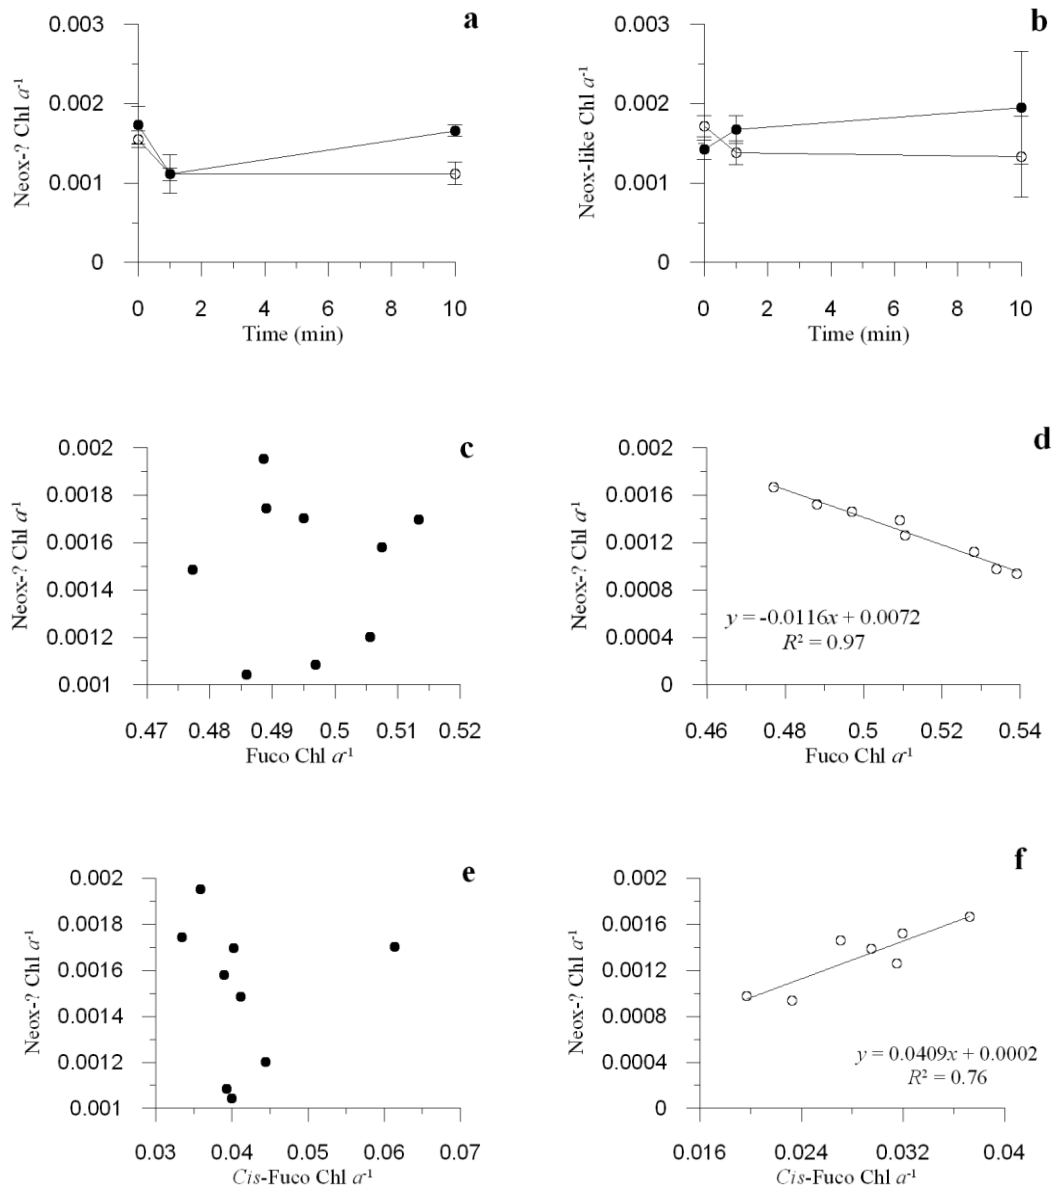 a
0.003
0.002
0.001
0
Neox-? Chl a⁻¹
0 2 4 6 8 10
Time (min)
b
0.003
0.002
0.001
0
Neox-like Chl a⁻¹
0 2 4 6 8 10
Time (min)
c
0.002
0.0018
0.0016
0.0014
0.0012
0.001
Neox-? Chl a⁻¹
0.47 0.48 0.49 0.5 0.51 0.52
Fuco Chl a⁻¹
d
0.002
0.0016
0.0012
0.0008
0.0004
0
Neox-? Chl a⁻¹
y = -0.0116x + 0.0072
R² = 0.97
0.46 0.48 0.5 0.52 0.54
Fuco Chl a⁻¹
e
0.002
0.0018
0.0016
0.0014
0.0012
0.001
Neox-? Chl a⁻¹
0.03 0.04 0.05 0.06 0.07
Cis-Fuco Chl a⁻¹
f
0.002
0.0016
0.0012
0.0008
0.0004
0
Neox-? Chl a⁻¹
y = 0.0409x + 0.0002
R² = 0.76
0.016 0.024 0.032 0.04
Cis-Fuco Chl a⁻¹